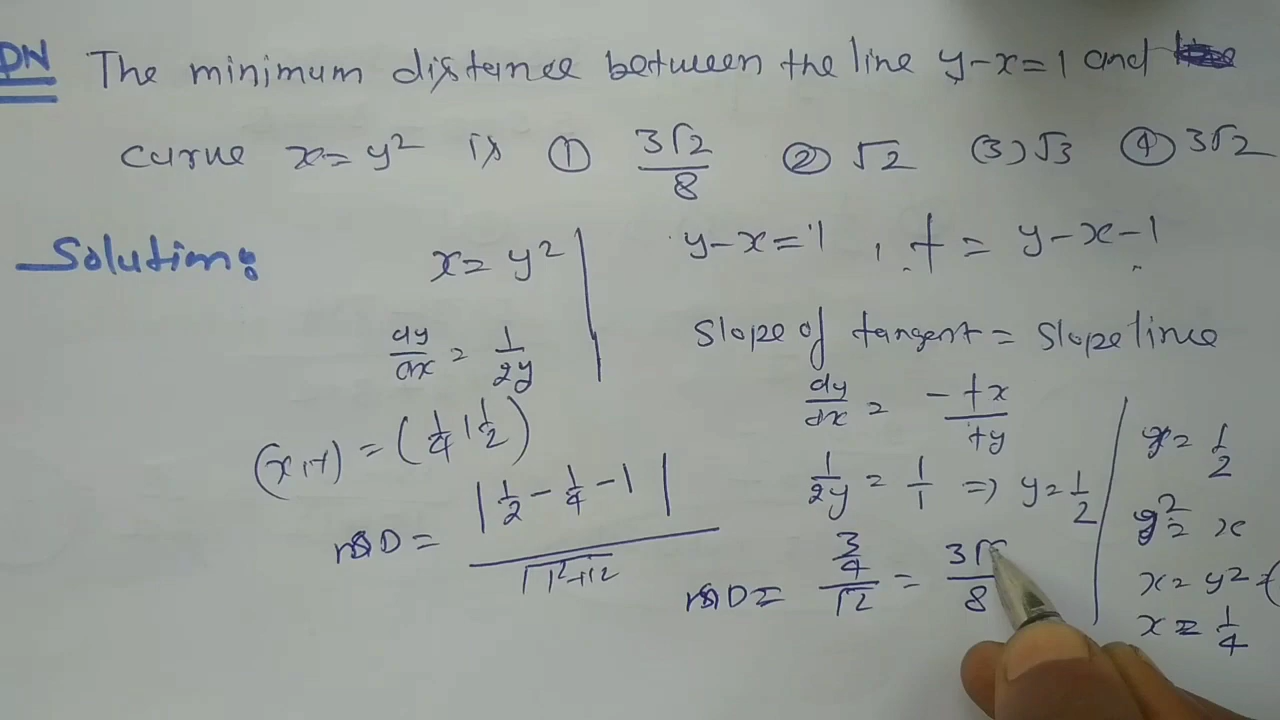 QN The minimum distance between the line y-x=1 and
curve x=y² is ① 3√2/8 ② √2 (3) √3 ④ 3√2
Solution:
x=y²
dy/dx = 1/2y
(x,y) = (1/4, 1/2)
D = |1/2 - 1/4 - 1| / √1²+1²
y-x=1, f = y-x-1
Slope of tangent = Slope line
dy/dx = -fx/fy
1/2y = 1/1 => y=1/2
D = 3/4/√2 = 3√/8
y=1/2
y²= x
x=y²=(
x=1/4